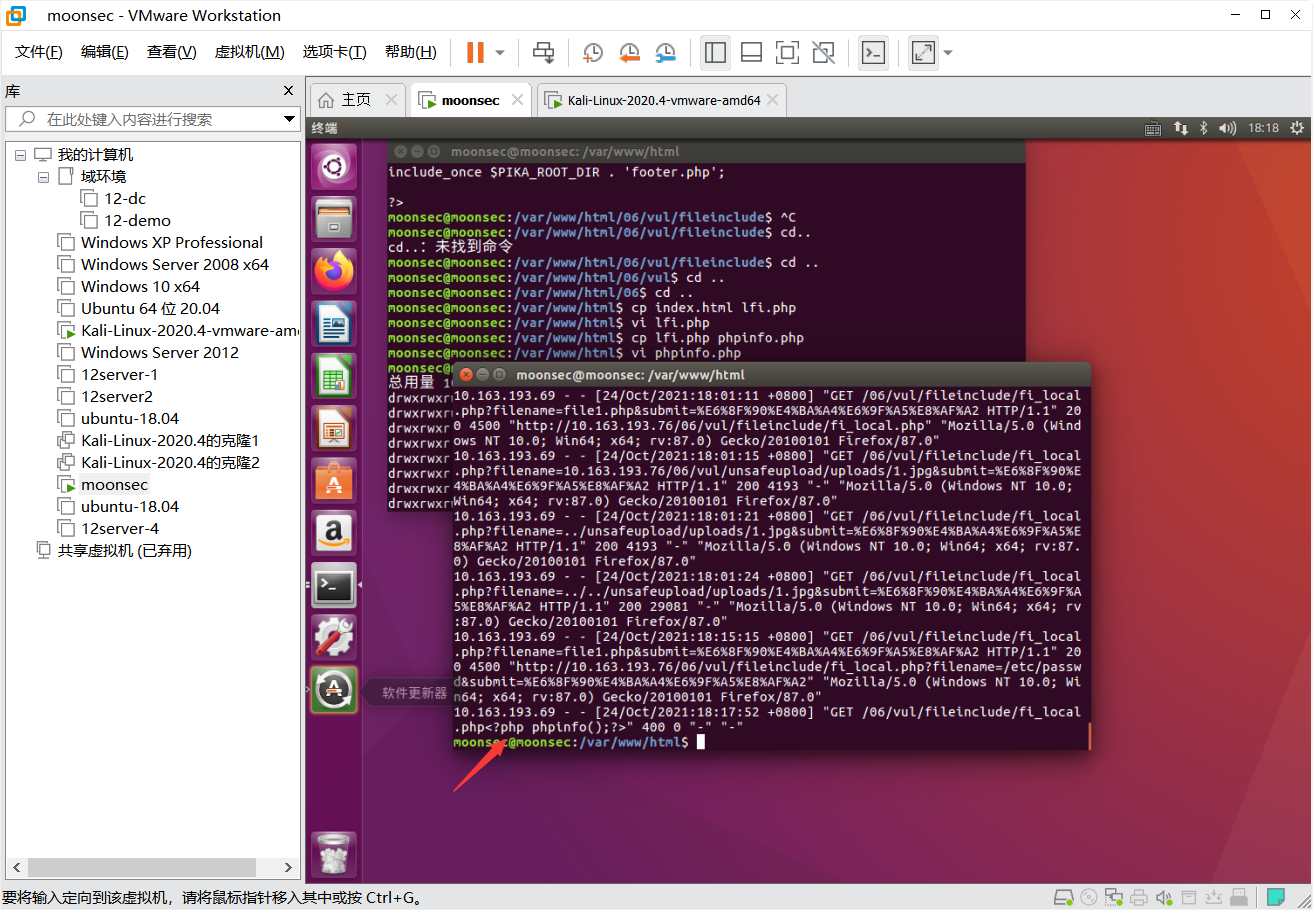 moonsec - VMware Workstation
文件(F) 编辑(E) 查看(V) 虚拟机(M) 选项卡(T) 帮助(H)
库
在此处键入内容进行搜索
我的计算机
域环境
12-dc
12-demo
Windows XP Professional
Windows Server 2008 x64
Windows 10 x64
Ubuntu 64 位 20.04
Kali-Linux-2020.4-vmware-am
Windows Server 2012
12server-1
12server2
ubuntu-18.04
Kali-Linux-2020.4的克隆1
Kali-Linux-2020.4的克隆2
moonsec
ubuntu-18.04
12server-4
共享虚拟机 (已弃用)
主页 moonsec Kali-Linux-2020.4-vmware-amd64
终端 18:18
moonsec@moonsec: /var/www/html
include_once $PIKA_ROOT_DIR . 'footer.php';
?>
moonsec@moonsec:/var/www/html/06/vul/fileinclude$ ^C
moonsec@moonsec:/var/www/html/06/vul/fileinclude$ cd..
cd..：未找到命令
moonsec@moonsec:/var/www/html/06/vul/fileinclude$ cd ..
moonsec@moonsec:/var/www/html/06/vul$ cd ..
moonsec@moonsec:/var/www/html/06$ cd ..
moonsec@moonsec:/var/www/html$ cp index.html lfi.php
moonsec@moonsec:/var/www/html$ vi lfi.php
moonsec@moonsec:/var/www/html$ cp lfi.php phpinfo.php
moonsec@moonsec:/var/www/html$ vi phpinfo.php
moonsec@
总用量 1
drwxrwxr
drwxrwxr
drwxrwxr
drwxrwxr
drwxrwxr
drwxrwxr
drwxrwxr
drwxrwxr
moonsec@moonsec: /var/www/html
10.163.193.69 - - [24/Oct/2021:18:01:11 +0800] "GET /06/vul/fileinclude/fi_local
.php?filename=file1.php&submit=%E6%8F%90%E4%BA%A4%E6%9F%A5%E8%AF%A2 HTTP/1.1" 20
0 4500 "http://10.163.193.76/06/vul/fileinclude/fi_local.php" "Mozilla/5.0 (Wind
ows NT 10.0; Win64; x64; rv:87.0) Gecko/20100101 Firefox/87.0"
10.163.193.69 - - [24/Oct/2021:18:01:15 +0800] "GET /06/vul/fileinclude/fi_local
.php?filename=10.163.193.76/06/vul/unsafeupload/uploads/1.jpg&submit=%E6%8F%90%E
4%BA%A4%E6%9F%A5%E8%AF%A2 HTTP/1.1" 200 4193 "-" "Mozilla/5.0 (Windows NT 10.0;
Win64; x64; rv:87.0) Gecko/20100101 Firefox/87.0"
10.163.193.69 - - [24/Oct/2021:18:01:21 +0800] "GET /06/vul/fileinclude/fi_local
.php?filename=../unsafeupload/uploads/1.jpg&submit=%E6%8F%90%E4%BA%A4%E6%9F%A5%E
8%AF%A2 HTTP/1.1" 200 4193 "-" "Mozilla/5.0 (Windows NT 10.0; Win64; x64; rv:87.
0) Gecko/20100101 Firefox/87.0"
10.163.193.69 - - [24/Oct/2021:18:01:24 +0800] "GET /06/vul/fileinclude/fi_local
.php?filename=../../unsafeupload/uploads/1.jpg&submit=%E6%8F%90%E4%BA%A4%E6%9F%A
5%E8%AF%A2 HTTP/1.1" 200 29081 "-" "Mozilla/5.0 (Windows NT 10.0; Win64; x64; rv
:87.0) Gecko/20100101 Firefox/87.0"
10.163.193.69 - - [24/Oct/2021:18:15:15 +0800] "GET /06/vul/fileinclude/fi_local
.php?filename=file1.php&submit=%E6%8F%90%E4%BA%A4%E6%9F%A5%E8%AF%A2 HTTP/1.1" 20
0 4500 "http://10.163.193.76/06/vul/fileinclude/fi_local.php?filename=/etc/passw
d&submit=%E6%8F%90%E4%BA%A4%E6%9F%A5%E8%AF%A2" "Mozilla/5.0 (Windows NT 10.0; Wi
n64; x64; rv:87.0) Gecko/20100101 Firefox/87.0"
10.163.193.69 - - [24/Oct/2021:18:17:52 +0800] "GET /06/vul/fileinclude/fi_local
.php<?php phpinfo();?>" 400 0 "-" "-"
moonsec@moonsec:/var/www/html$
软件更新器
要将输入定向到该虚拟机，请将鼠标指针移入其中或按 Ctrl+G。